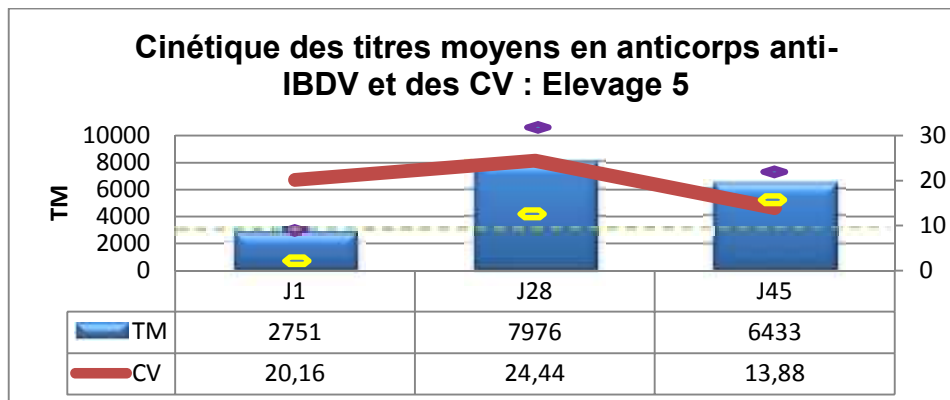 Cinétique des titres moyens en anticorps anti-
IBDV et des CV : Elevage 5
TM
10000
8000
6000
4000
2000
0
30
20
10
0
J1 J28 J45
TM 2751 7976 6433
CV 20,16 24,44 13,88